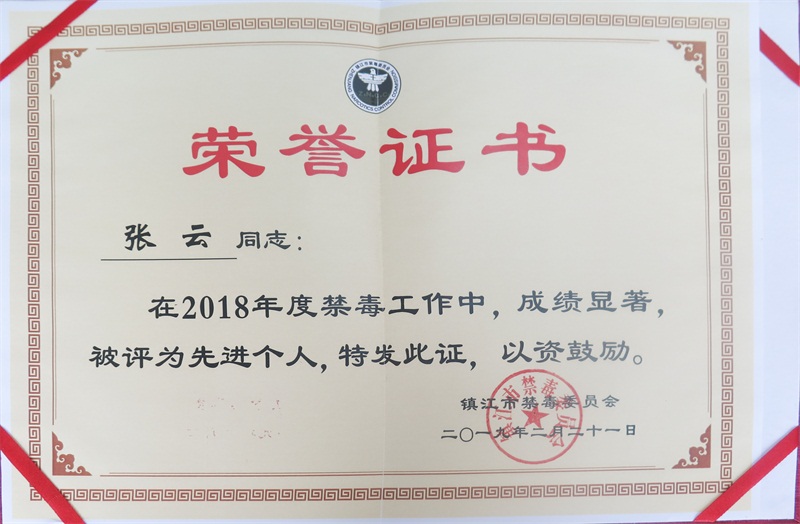 荣誉证书
张云同志：
在2018年度禁毒工作中，成绩显著，
被评为先进个人，特发此证，以资鼓励。
镇江市禁毒委员会
二〇一九年二月二十一日